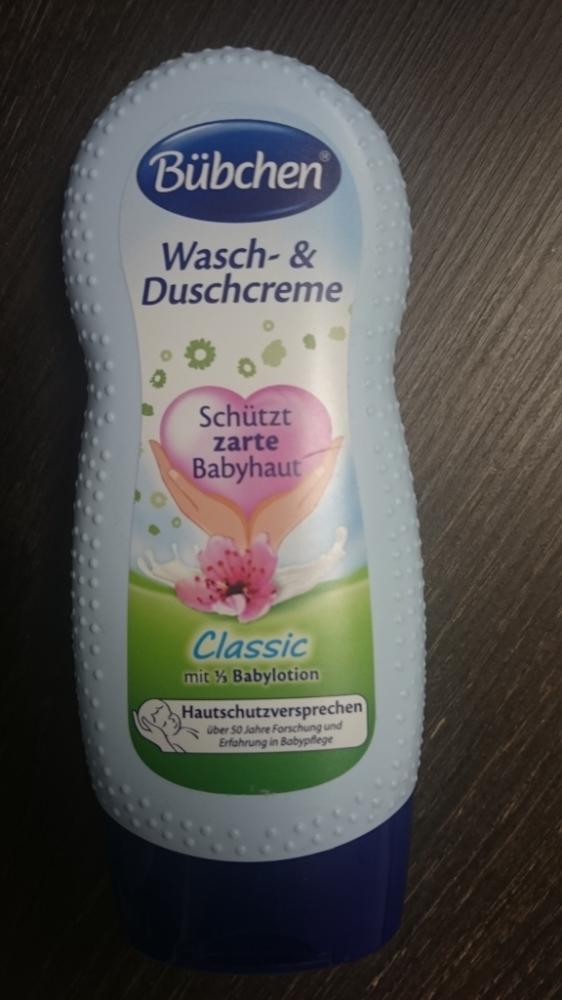 Bübchen®
Wasch- &
Duschcreme
Schützt
zarte
Babyhaut
Classic
mit ⅓ Babylotion
Hautschutzversprechen
über 50 Jahre Forschung und
Erfahrung in Babypflege